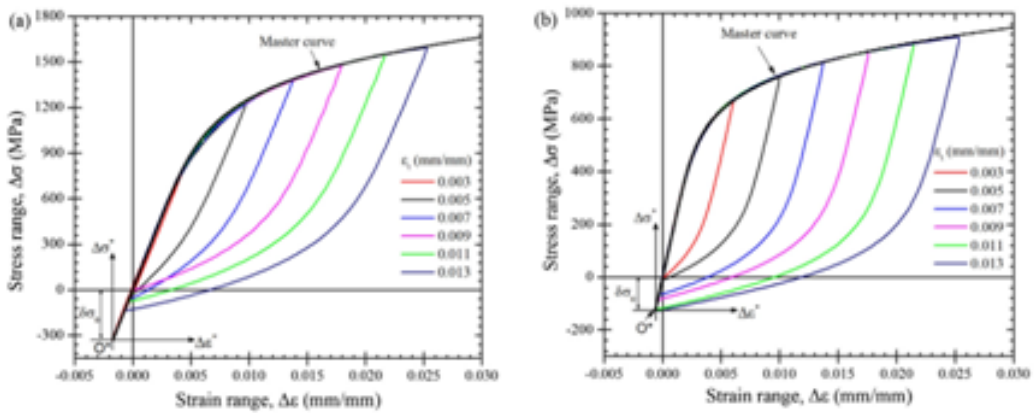 (a)
1800
1500
1200
900
600
300
0
-300
Stress range, Δσ (MPa)
Master curve
εt (mm/mm)
0.003
0.005
0.007
0.009
0.011
0.013
Δσ*
δσo
O*
Δε*
-0.005 0.000 0.005 0.010 0.015 0.020 0.025 0.030
Strain range, Δε (mm/mm)
(b)
1000
800
600
400
200
0
-200
Stress range, Δσ (MPa)
Master curve
εt (mm/mm)
0.003
0.005
0.007
0.009
0.011
0.013
Δσ*
δσo
O*
Δε*
-0.005 0.000 0.005 0.010 0.015 0.020 0.025 0.030
Strain range, Δε (mm/mm)